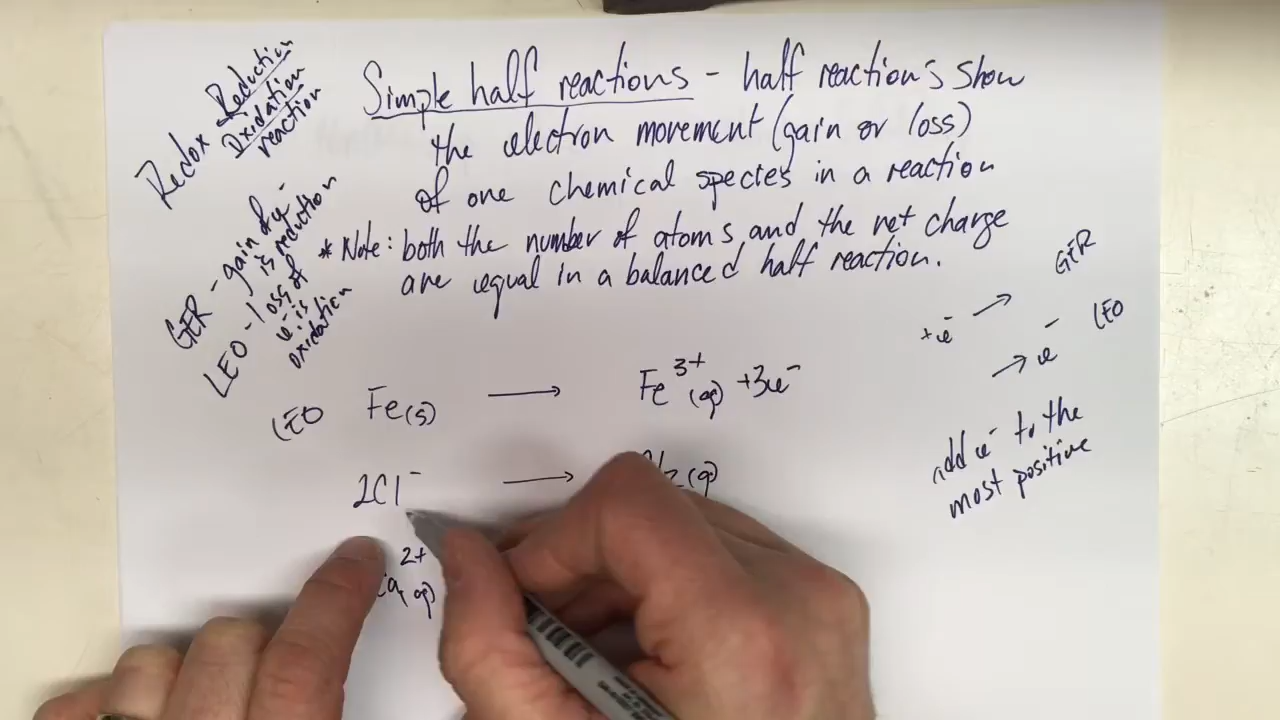 Simple half reactions - half reaction's show
the electron movement (gain or loss)
of one chemical species in a reaction
* Note: both the number of atoms and the net charge
are equal in a balanced half reaction.
Redox Reduction
Oxidation
reaction
GER - gain of e-
is reduction
LEO - loss of
e- is
oxidation
+e- → GER
→ e- LEO
add e- to the
most positive
LEO Fe(s) → Fe3+(aq) +3e-
2Cl- → (g)
2+